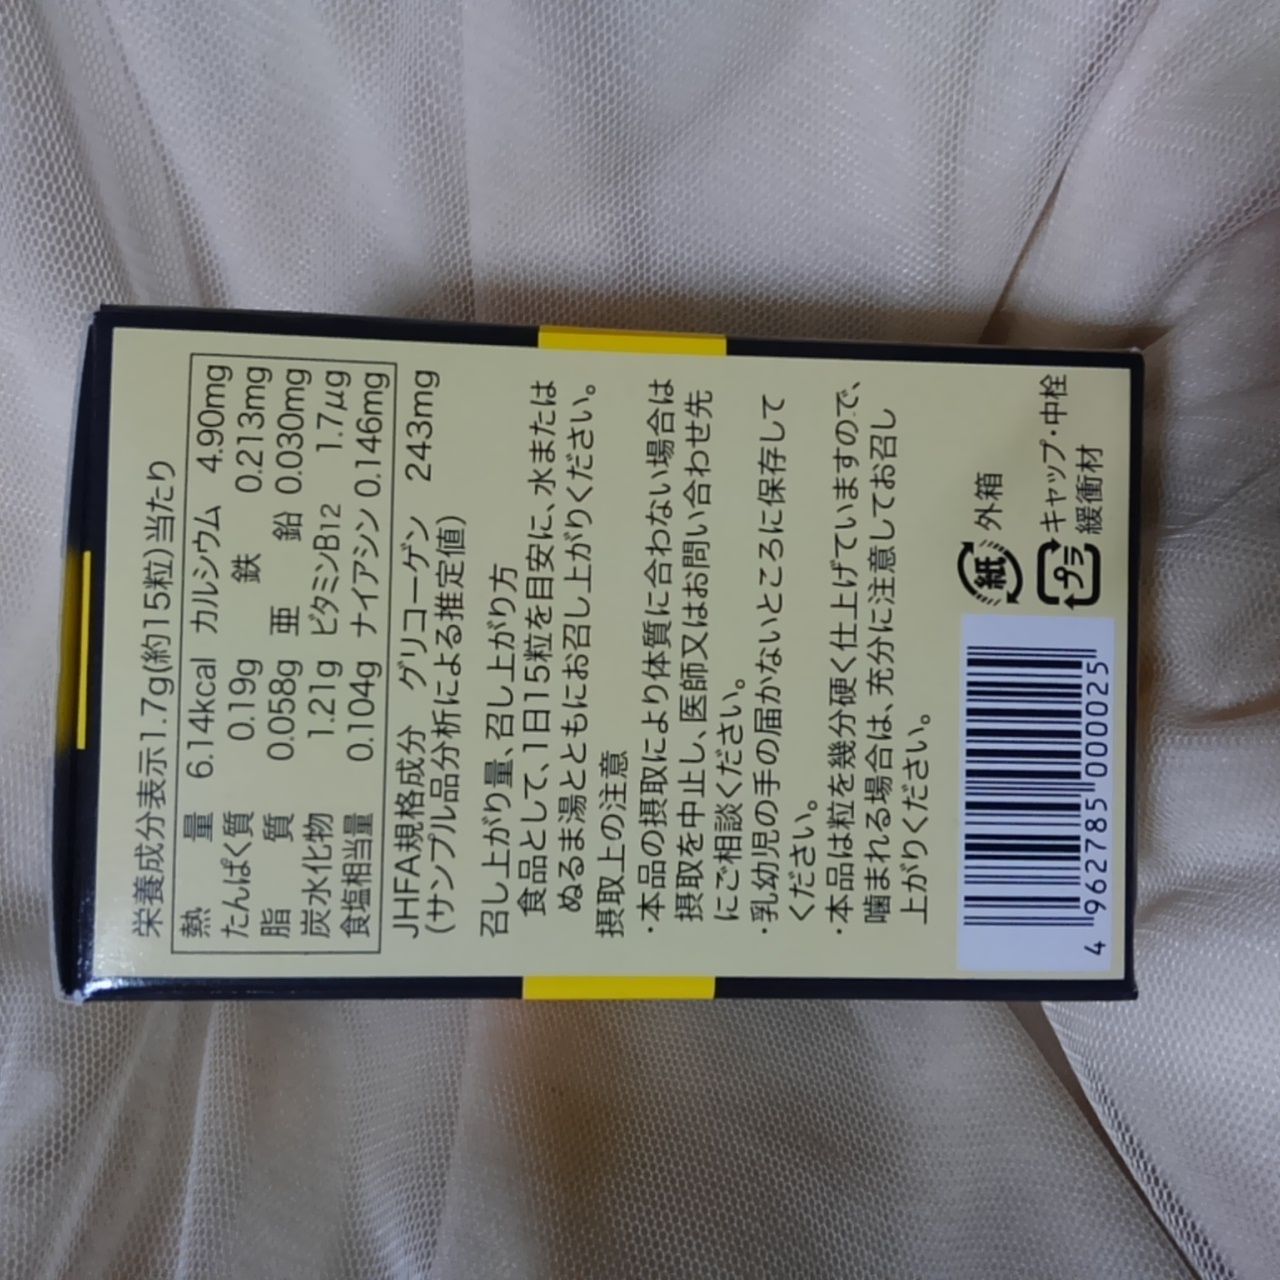 栄養成分表示1.7g(約15粒)当たり
熱量 6.14kcal カルシウム 4.90mg
たんぱく質 0.19g 鉄 0.213mg
脂質 0.058g 亜鉛 0.030mg
炭水化物 1.21g ビタミンB12 1.7μg
食塩相当量 0.104g ナイアシン 0.146mg
JHFA規格成分 グリコーゲン 243mg
(サンプル品分析による推定値)
召し上がり量、召し上がり方
食品として、1日15粒を目安に、水または
ぬるま湯とともにお召し上がりください。
摂取上の注意
・本品の摂取により体質に合わない場合は
摂取を中止し、医師又はお問い合わせ先
にご相談ください。
・乳幼児の手の届かないところに保存して
ください。
・本品は粒を幾分硬く仕上げていますので、
噛まれる場合は、充分に注意してお召し
上がりください。
紙 外箱
プラ キャップ・中栓
緩衝材
4 962785 000025